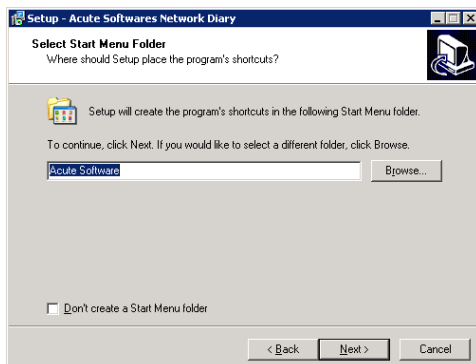 Setup - Acute Softwares Network Diary
Select Start Menu Folder
Where should Setup place the program's shortcuts?
Setup will create the program's shortcuts in the following Start Menu folder.
To continue, click Next. If you would like to select a different folder, click Browse.
Acute Software
Browse...
Don't create a Start Menu folder
< Back
Next >
Cancel